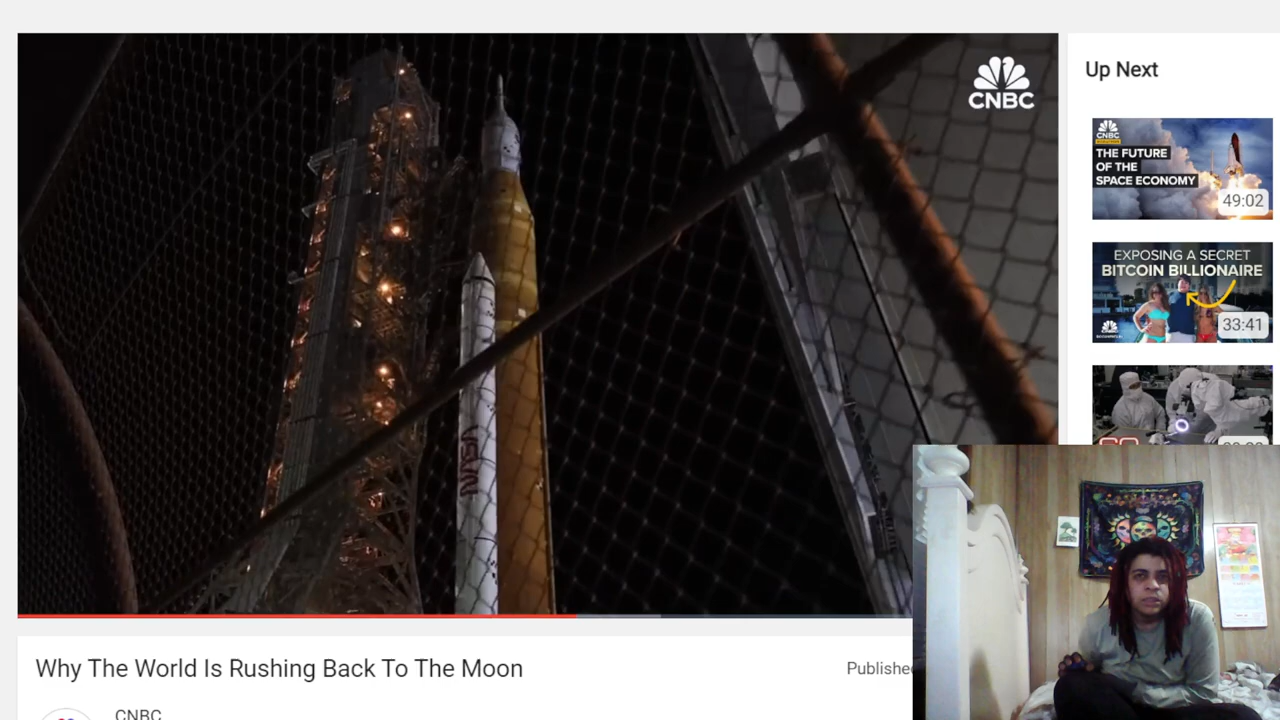 CNBC
NASA
Why The World Is Rushing Back To The Moon
CNBC
Up Next
CNBC
THE FUTURE
OF THE
SPACE ECONOMY
49:02
EXPOSING A SECRET
BITCOIN BILLIONAIRE
33:41